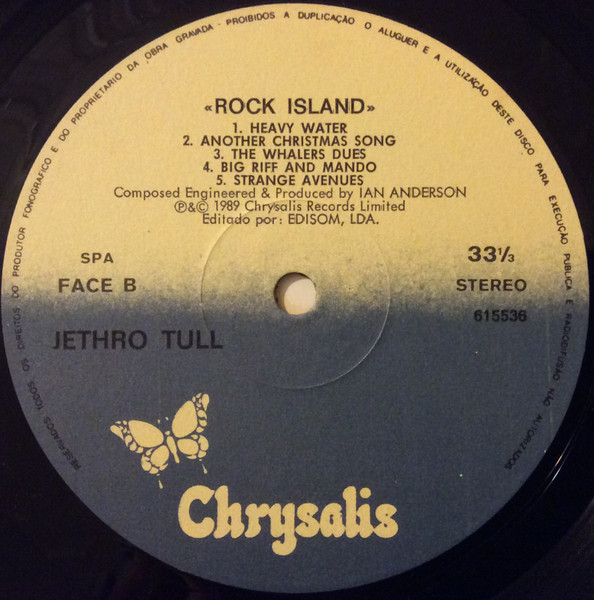 RESERVADOS TODOS OS DIREITOS DO PRODUTOR FONOGRAFICO E DO PROPRIETARIO DA OBRA GRAVADA - PROIBIDOS A DUPLICAÇÃO O ALUGUER E A UTILIZAÇÃO DESTE DISCO PARA EXECUÇÃO PUBLICA E RADIODIFUSÃO NÃO AUTORIZADOS
«ROCK ISLAND»
1. HEAVY WATER
2. ANOTHER CHRISTMAS SONG
3. THE WHALERS DUES
4. BIG RIFF AND MANDO
5. STRANGE AVENUES
Composed Engineered & Produced by IAN ANDERSON
℗&© 1989 Chrysalis Records Limited
Editado por: EDISOM, LDA.
SPA
FACE B
33⅓
STEREO
615536
JETHRO TULL
Chrysalis